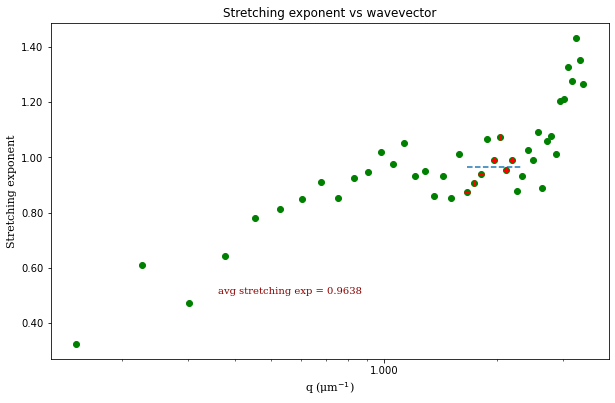 Stretching exponent vs wavevector
Stretching exponent
1.40
1.20
1.00
0.80
0.60
0.40
avg stretching exp = 0.9638
1.000
q (μm⁻¹)